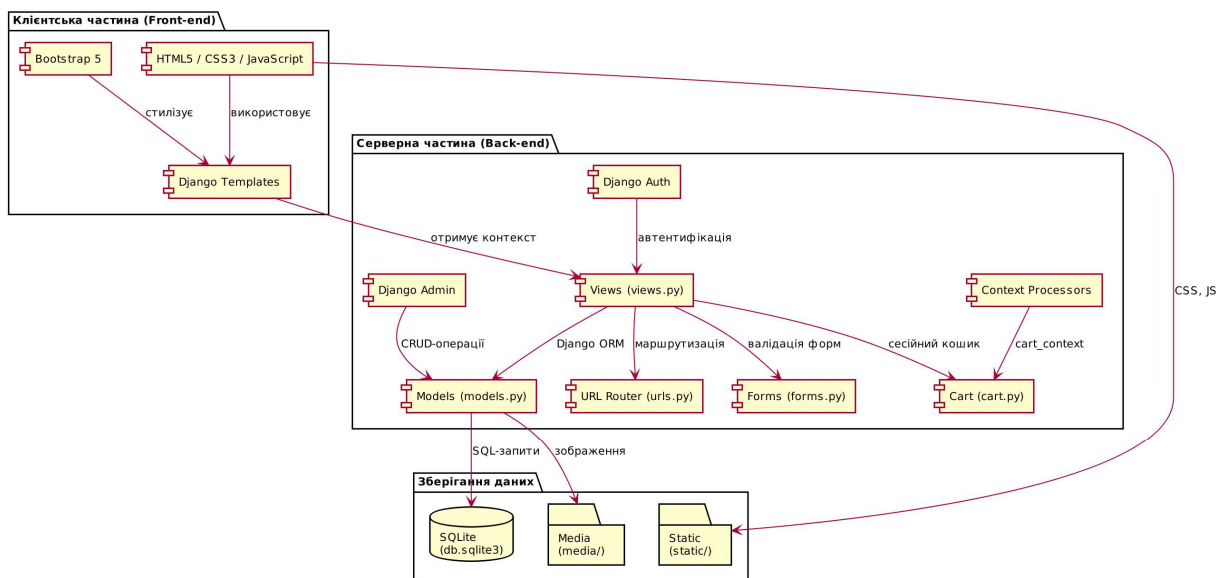 Клієнтська частина (Front-end)
Bootstrap 5
HTML5 / CSS3 / JavaScript
стилізує
використовує
Django Templates
Серверна частина (Back-end)
Django Auth
отримує контекст
автентифікація
Django Admin
Views (views.py)
Context Processors
CSS, JS
CRUD-операції
Django ORM
маршрутизація
валідація форм
сесійний кошик
cart_context
Models (models.py)
URL Router (urls.py)
Forms (forms.py)
Cart (cart.py)
SQL-запити
зображення
Зберігання даних
SQLite
(db.sqlite3)
Media
(media/)
Static
(static/)